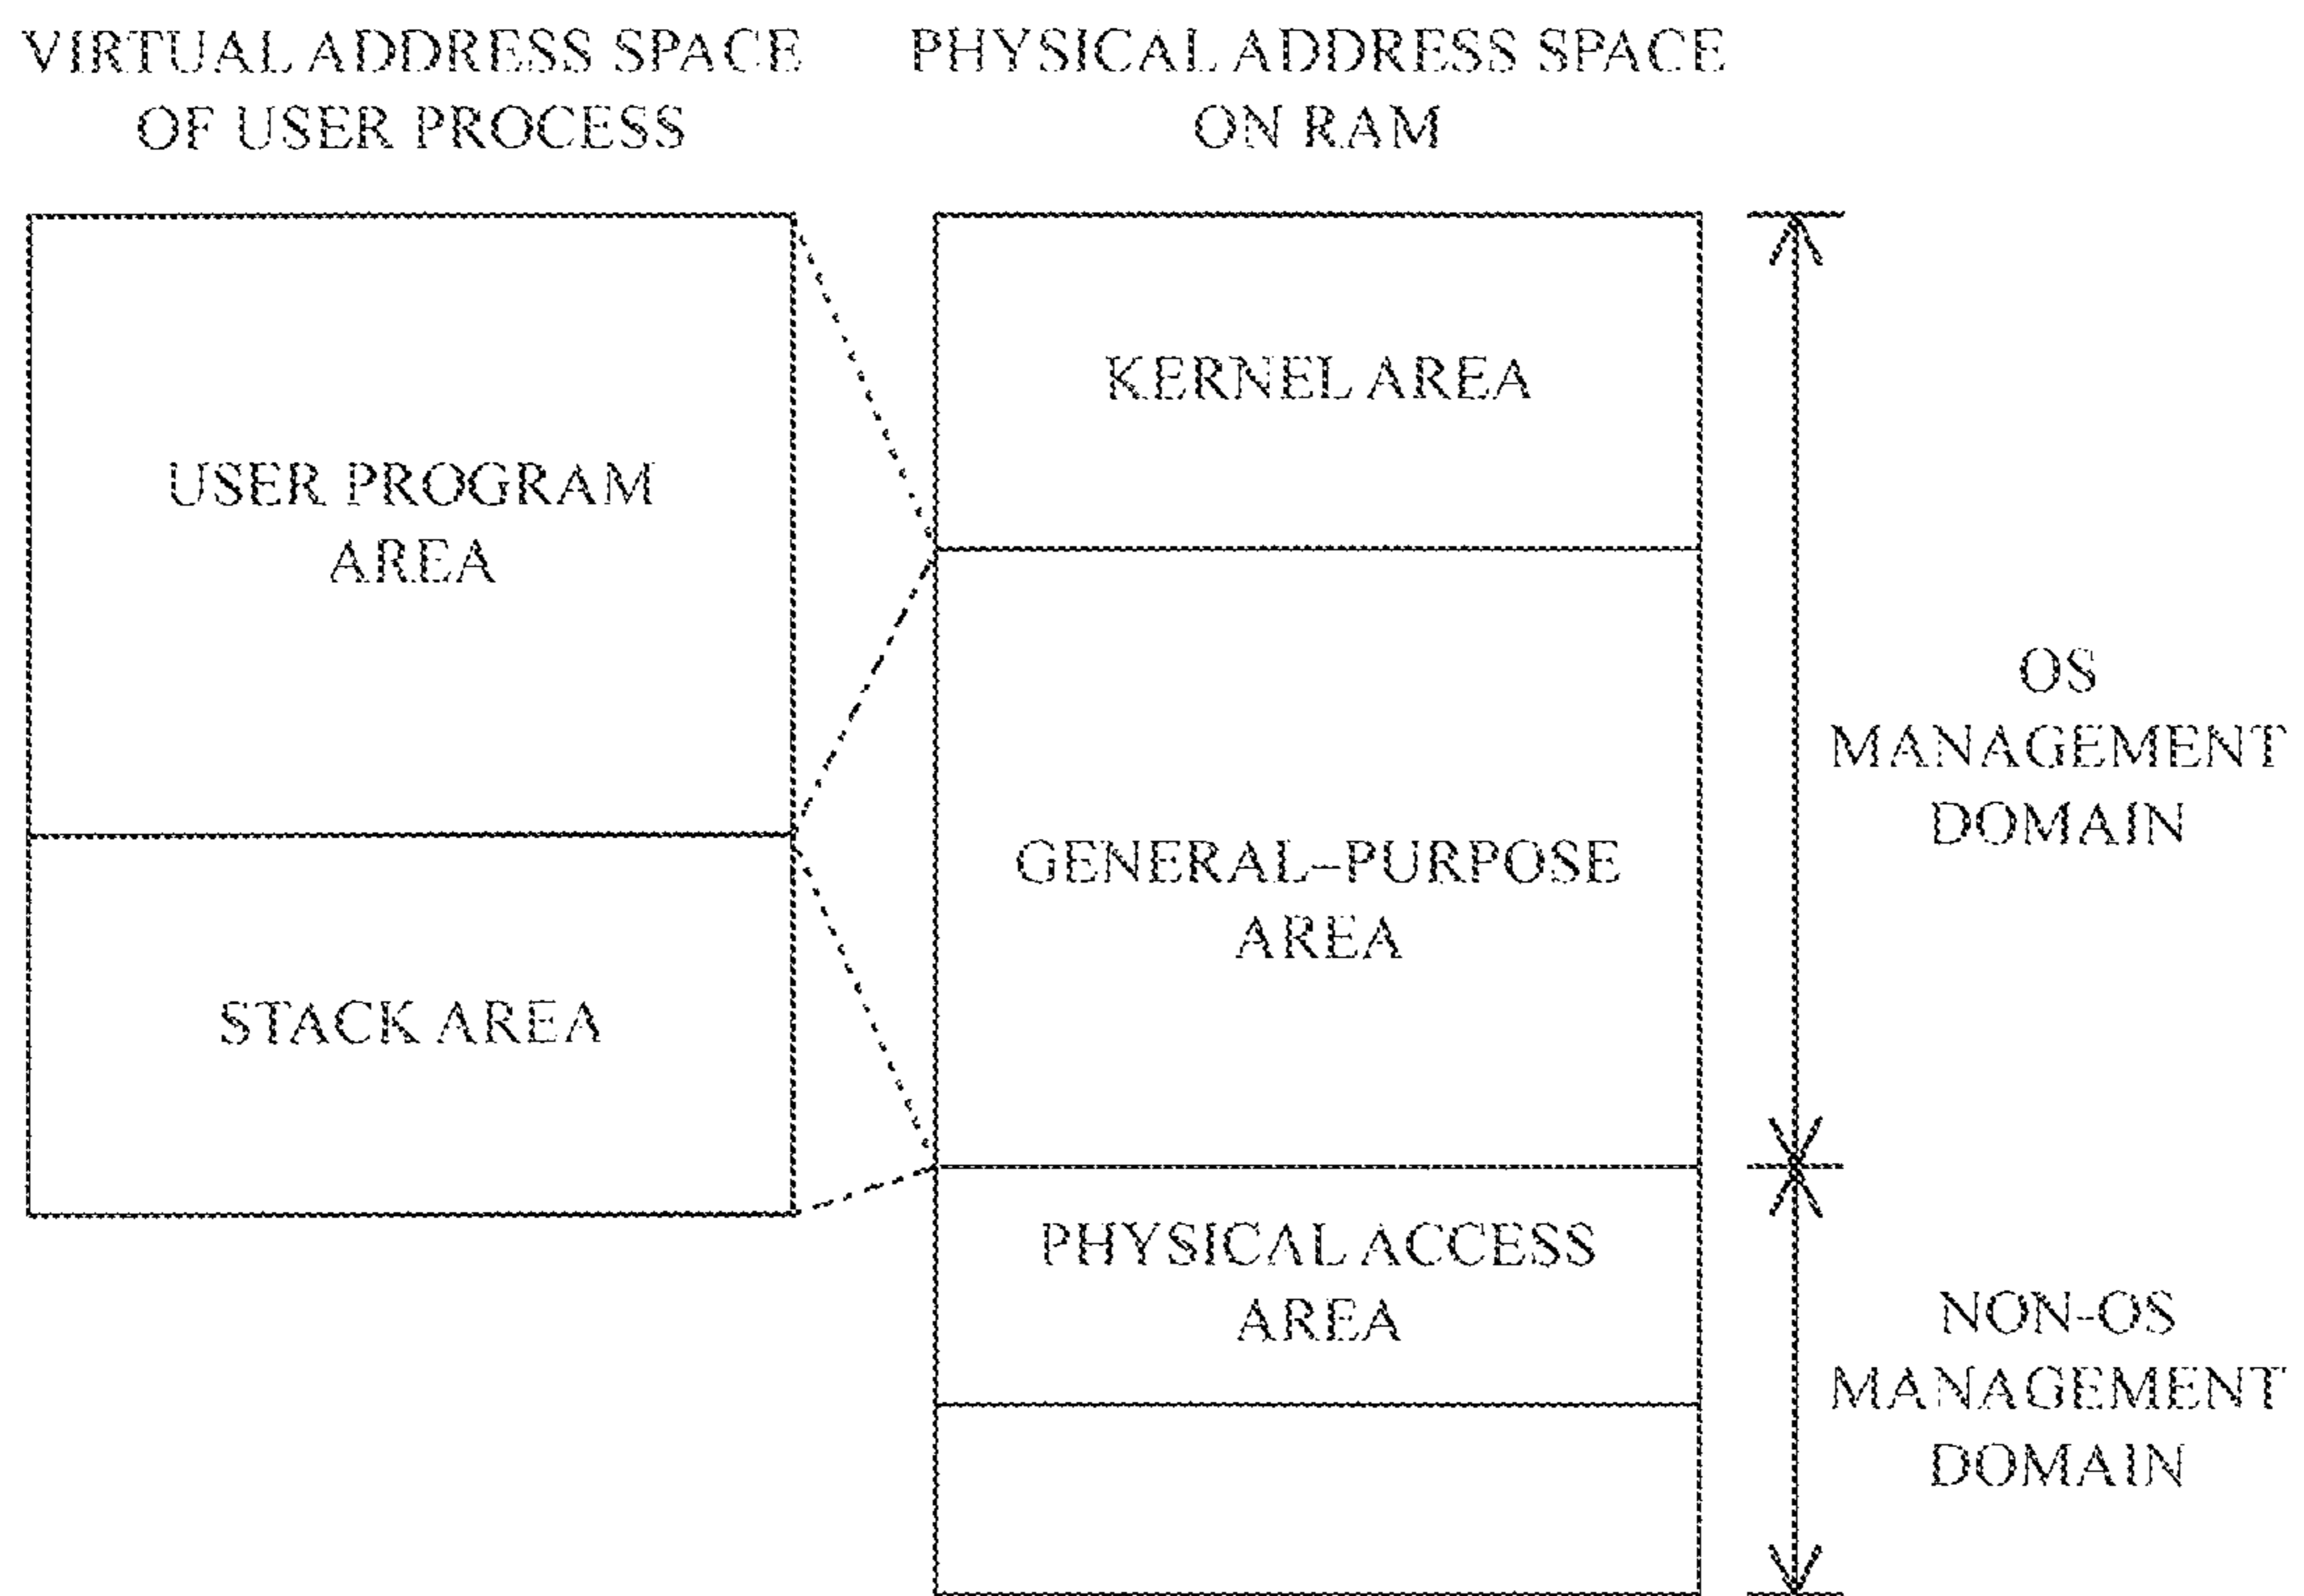 VIRTUAL ADDRESS SPACE
OF USER PROCESS
PHYSICAL ADDRESS SPACE
ON RAM
USER PROGRAM
AREA
STACK AREA
KERNEL AREA
GENERAL-PURPOSE
AREA
PHYSICAL ACCESS
AREA
OS
MANAGEMENT
DOMAIN
NON-OS
MANAGEMENT
DOMAIN